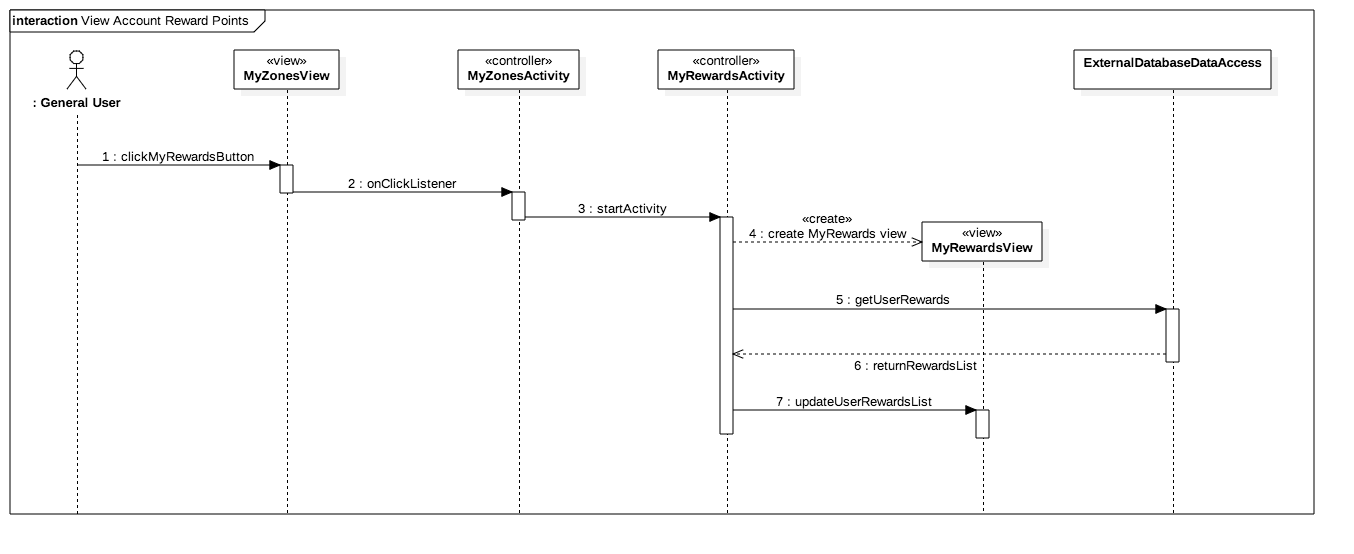 interaction View Account Reward Points
«view»
MyZonesView
«controller»
MyZonesActivity
«controller»
MyRewardsActivity
ExternalDatabaseDataAccess
: General User
1 : clickMyRewardsButton
2 : onClickListener
3 : startActivity
«create»
4 : create MyRewards view
«view»
MyRewardsView
5 : getUserRewards
6 : returnRewardsList
7 : updateUserRewardsList